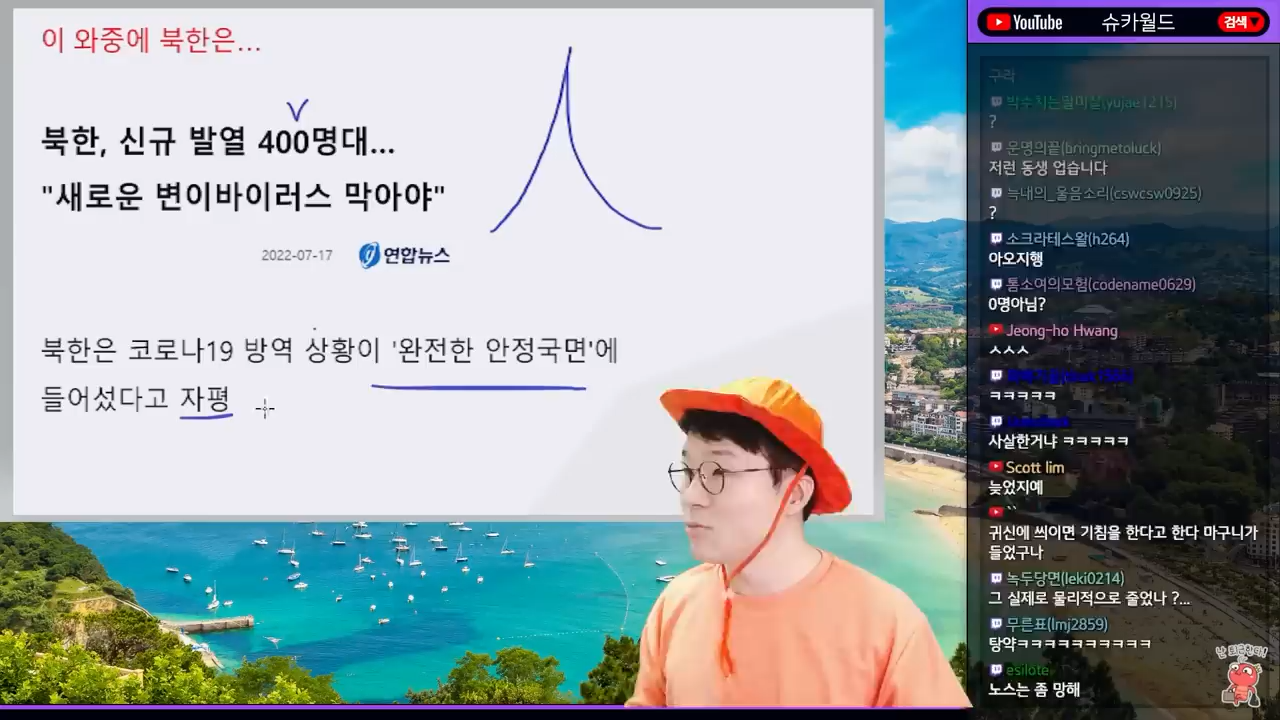 이 와중에 북한은...
북한, 신규 발열 400명대...
"새로운 변이바이러스 막아야"
2022-07-17 연합뉴스
북한은 코로나19 방역 상황이 '완전한 안정국면'에
들어섰다고 자평
YouTube 슈카월드 검색
구라
박수치는말미잘(yujae1215)
?
운명의끝(bringmetoluck)
저런 동생 업습니다
늑내의_울음소리(cswcsw0925)
?
소크라테스왕(h264)
아오지행
톰소여의모험(codename0629)
0명아님?
Jeong-ho Hwang
ㅅㅅㅅ
ㅋㅋㅋㅋㅋ
사살한거냐 ㅋㅋㅋㅋㅋ
Scott lim
늦었지예
``
귀신에 씌이면 기침을 한다고 한다 마구니가
들었구나
녹두당면(leki0214)
그 실제로 물리적으로 줄었나 ?...
무른표(lmj2859)
탕약ㅋㅋㅋㅋㅋㅋㅋㅋㅋㅋ
esilote
노스는 좀 망해